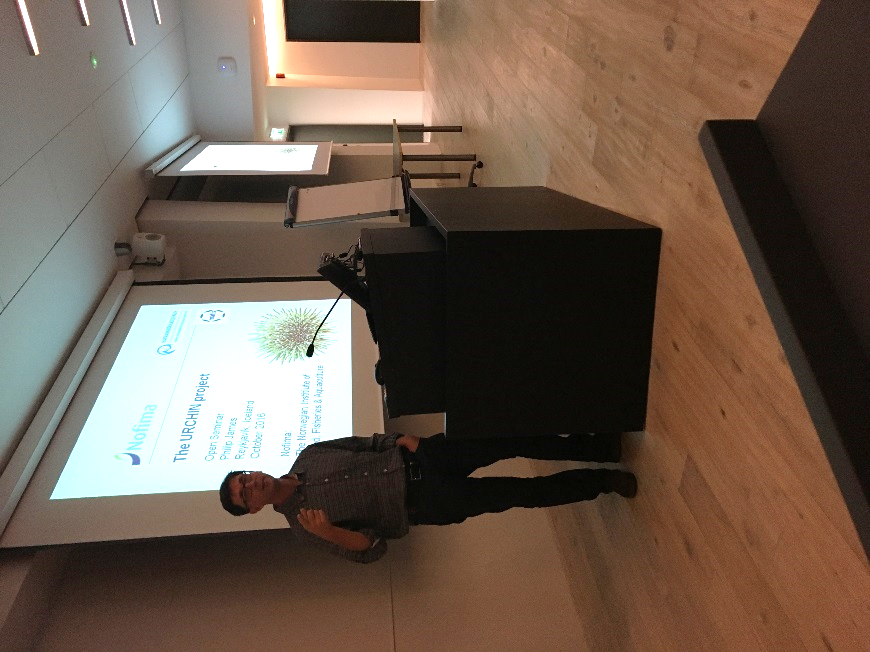 Nofima
The URCHIN project
Open Seminar
Philip James
Reykjavik, Iceland
October 2016
Nofima
The Norwegian Institute of
Fisheries & Aquaculture